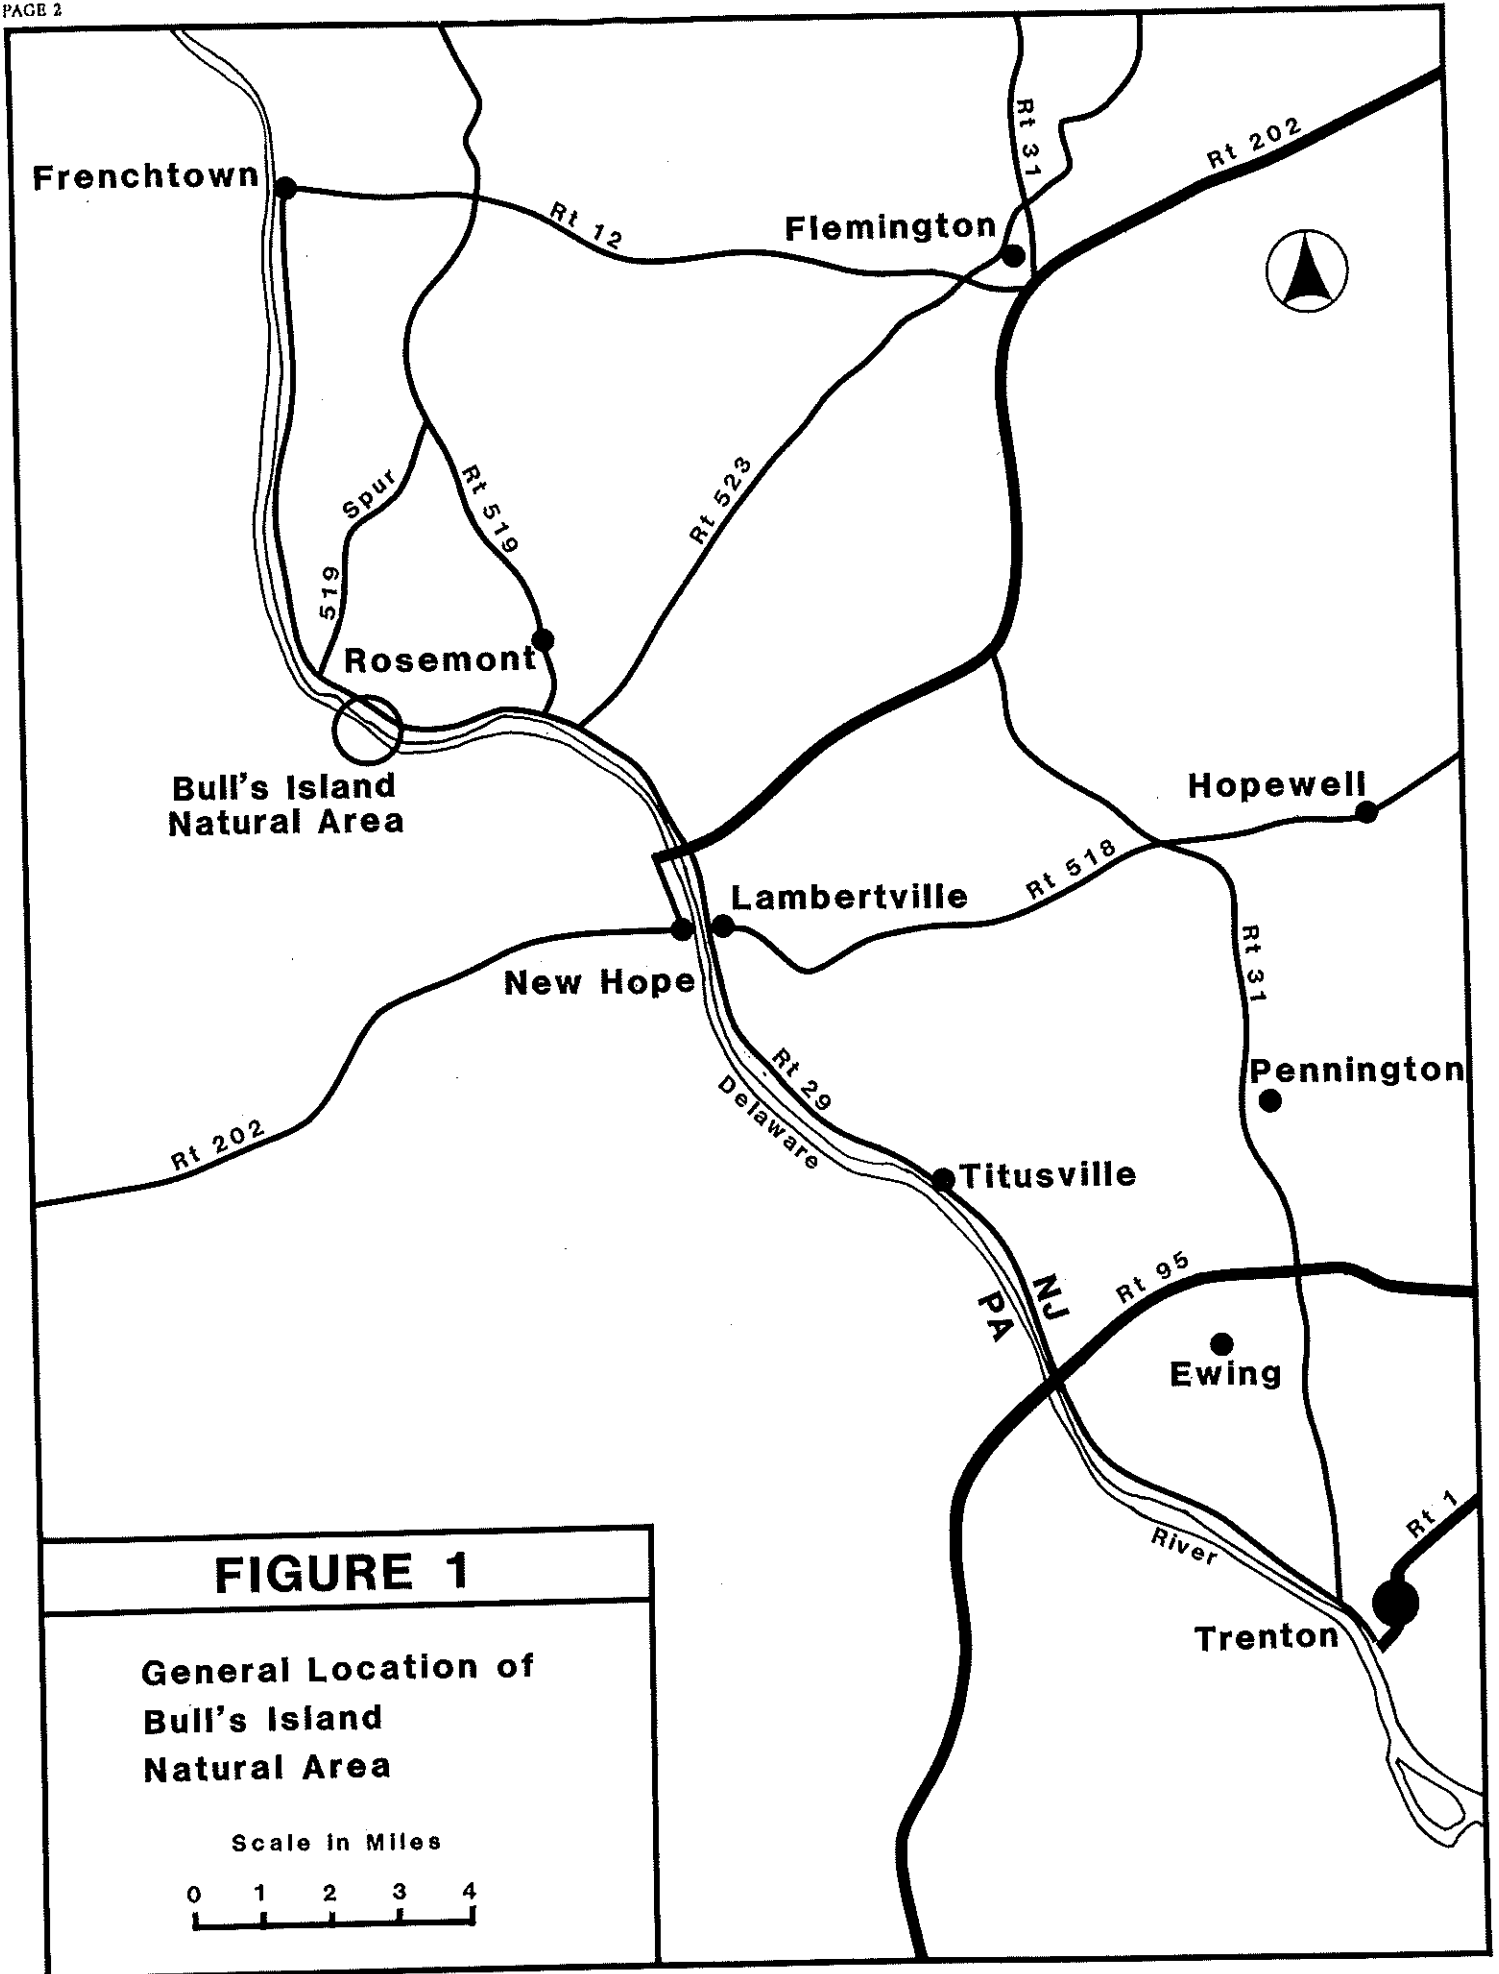 PAGE 2
Rt 31
Rt 202
Frenchtown
Rt 12
Flemington
Spur
Rt 519
Rt 523
519
Rosemont
Bull's Island
Natural Area
Hopewell
Rt 518
Lambertville
New Hope
Rt 31
Rt 29
Delaware
Pennington
Rt 202
Titusville
NJ
PA
Rt 95
Ewing
Rt 1
River
Trenton
FIGURE 1
General Location of
Bull's Island
Natural Area
Scale in Miles
0 1 2 3 4